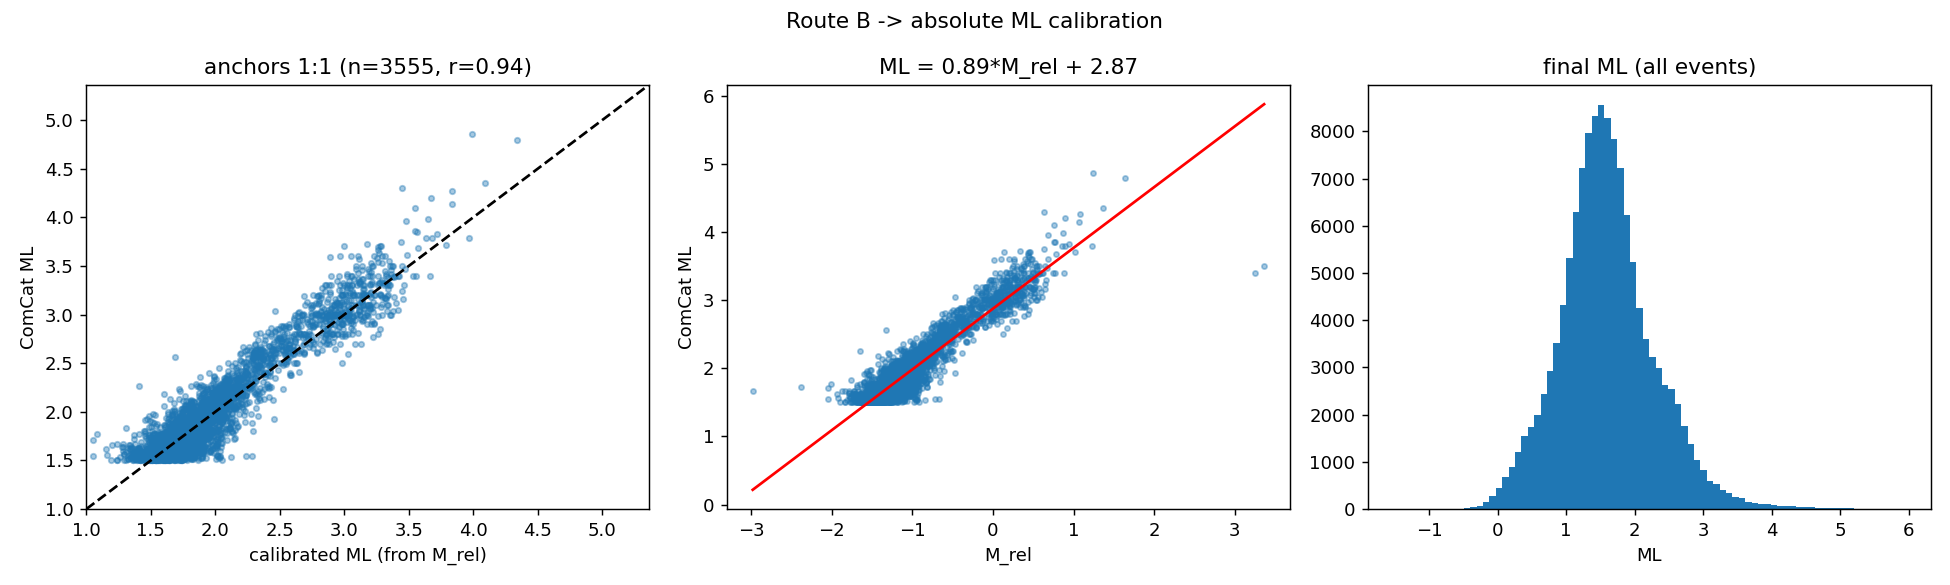 Route B -> absolute ML calibration
anchors 1:1 (n=3555, r=0.94)
ComCat ML
5.0
4.5
4.0
3.5
3.0
2.5
2.0
1.5
1.0
1.0 1.5 2.0 2.5 3.0 3.5 4.0 4.5 5.0
calibrated ML (from M_rel)
ML = 0.89*M_rel + 2.87
ComCat ML
6
5
4
3
2
1
0
−3 −2 −1 0 1 2 3
M_rel
final ML (all events)
8000
7000
6000
5000
4000
3000
2000
1000
0
−1 0 1 2 3 4 5 6
ML